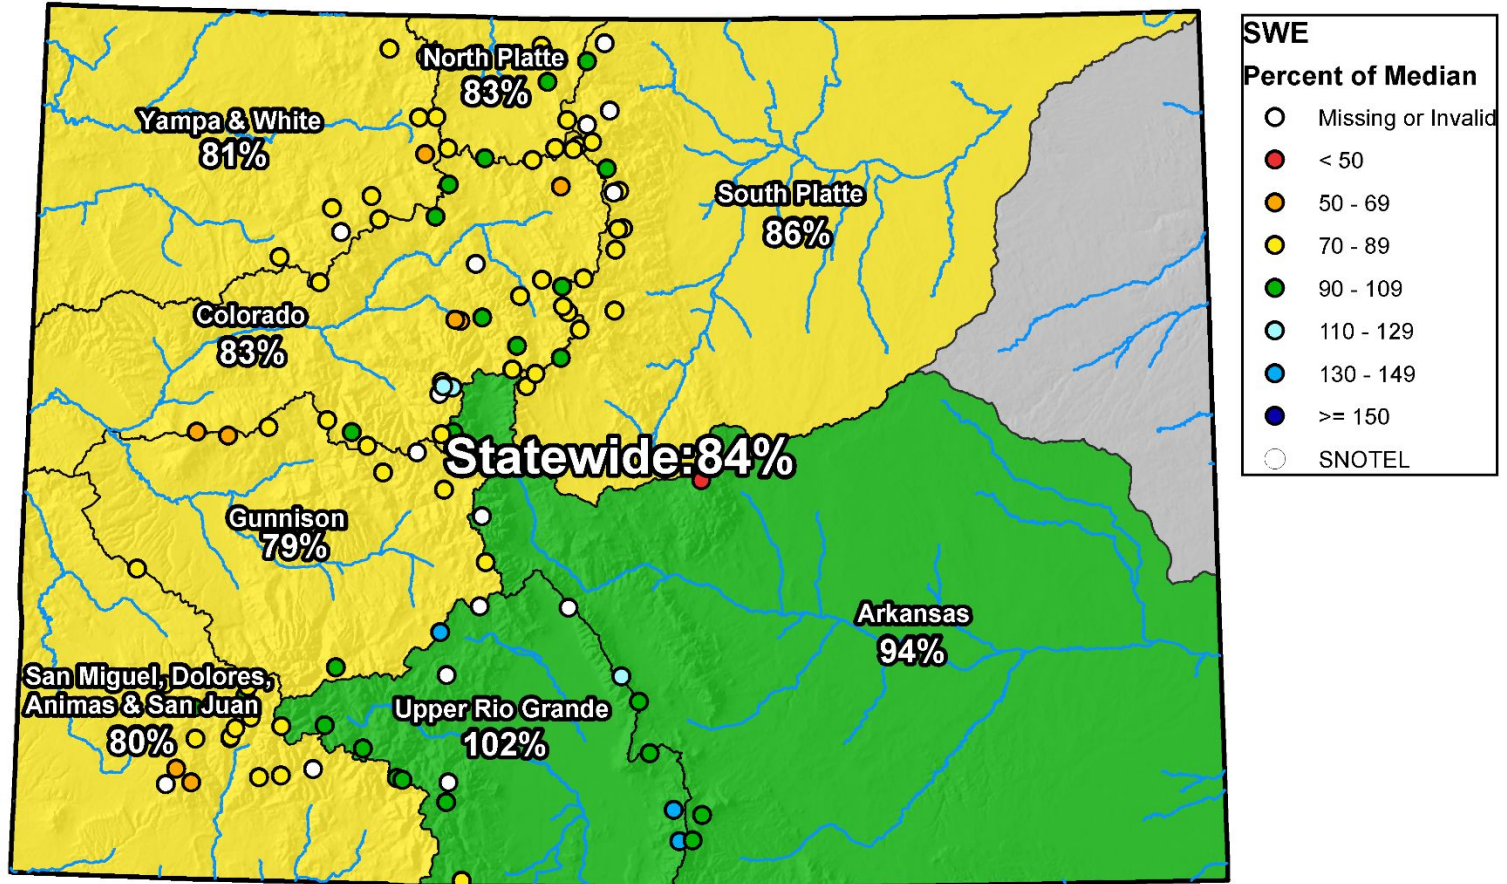 North Platte
83%
Yampa & White
81%
South Platte
86%
Colorado
83%
Statewide:84%
Gunnison
79%
Arkansas
94%
San Miguel, Dolores,
Animas & San Juan
80%
Upper Rio Grande
102%
SWE
Percent of Median
Missing or Invalid
< 50
50 - 69
70 - 89
90 - 109
110 - 129
130 - 149
>= 150
SNOTEL